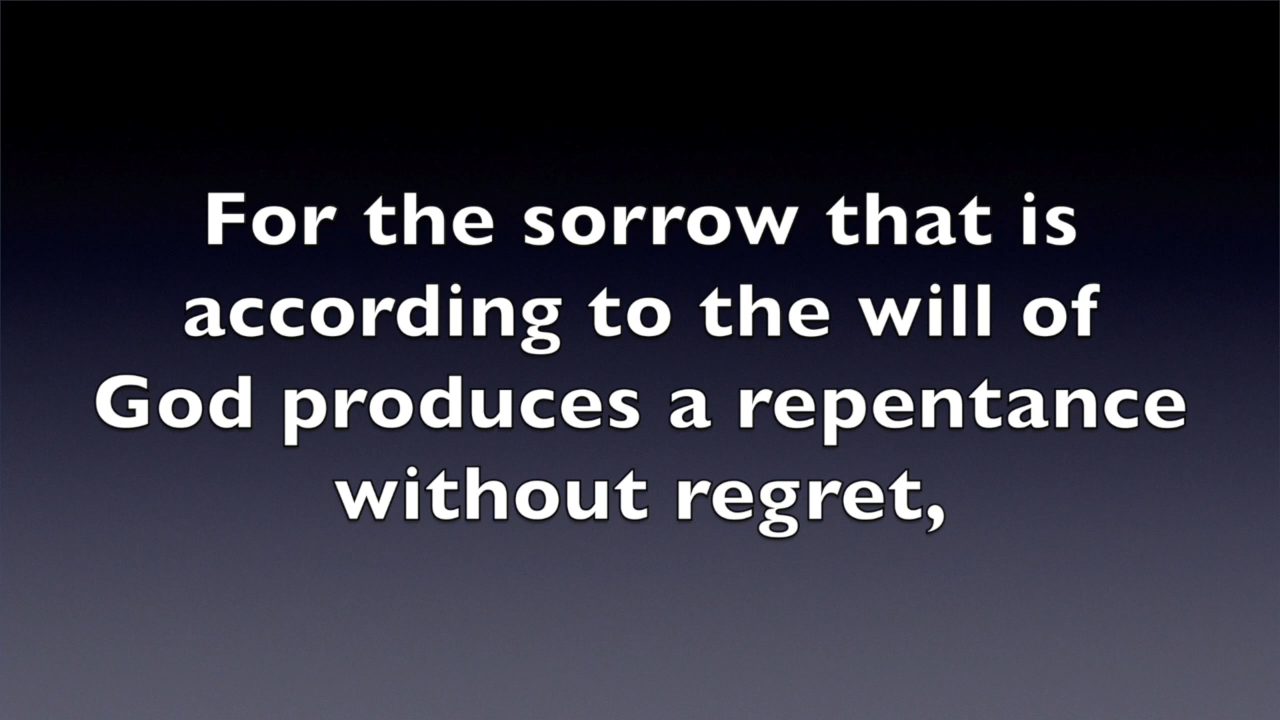 For the sorrow that is
according to the will of
God produces a repentance
without regret,